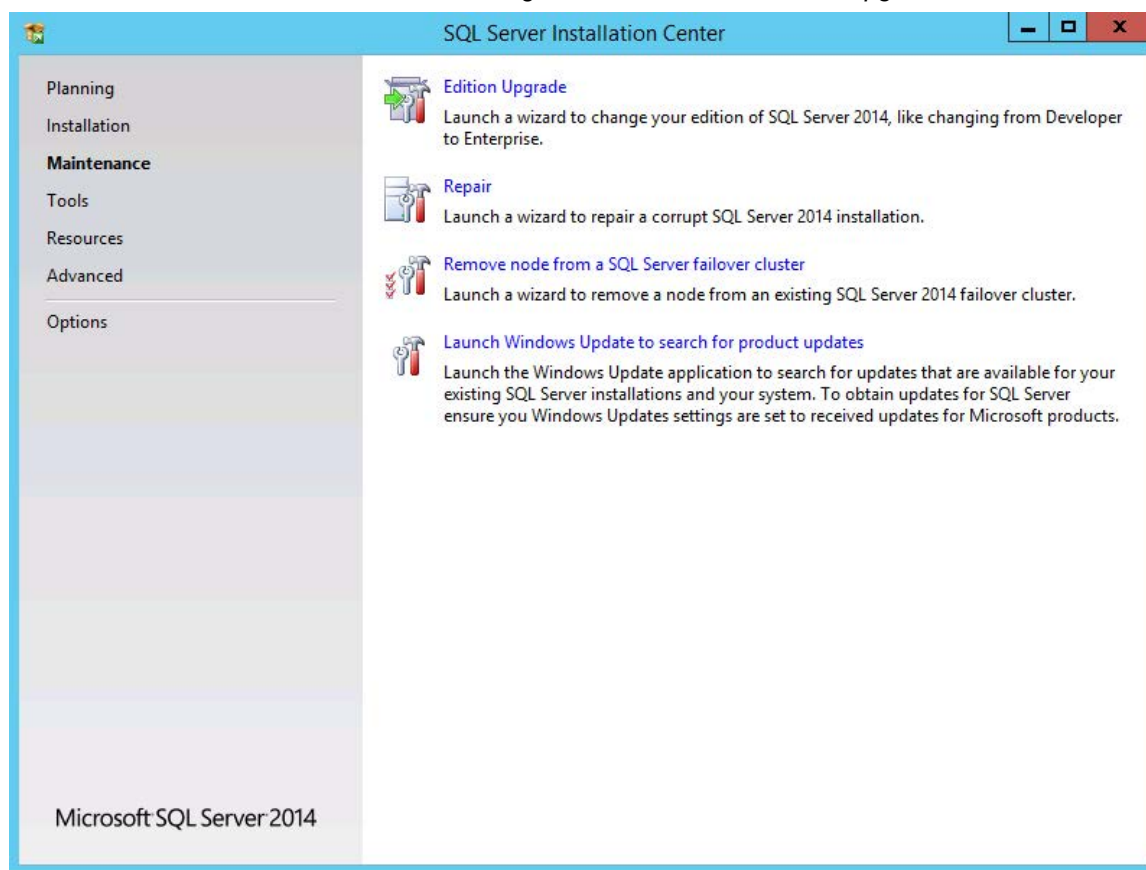 SQL Server Installation Center
Planning
Installation
Maintenance
Tools
Resources
Advanced
Options
Edition Upgrade
Launch a wizard to change your edition of SQL Server 2014, like changing from Developer
to Enterprise.
Repair
Launch a wizard to repair a corrupt SQL Server 2014 installation.
Remove node from a SQL Server failover cluster
Launch a wizard to remove a node from an existing SQL Server 2014 failover cluster.
Launch Windows Update to search for product updates
Launch the Windows Update application to search for updates that are available for your
existing SQL Server installations and your system. To obtain updates for SQL Server
ensure you Windows Updates settings are set to received updates for Microsoft products.
Microsoft SQL Server 2014